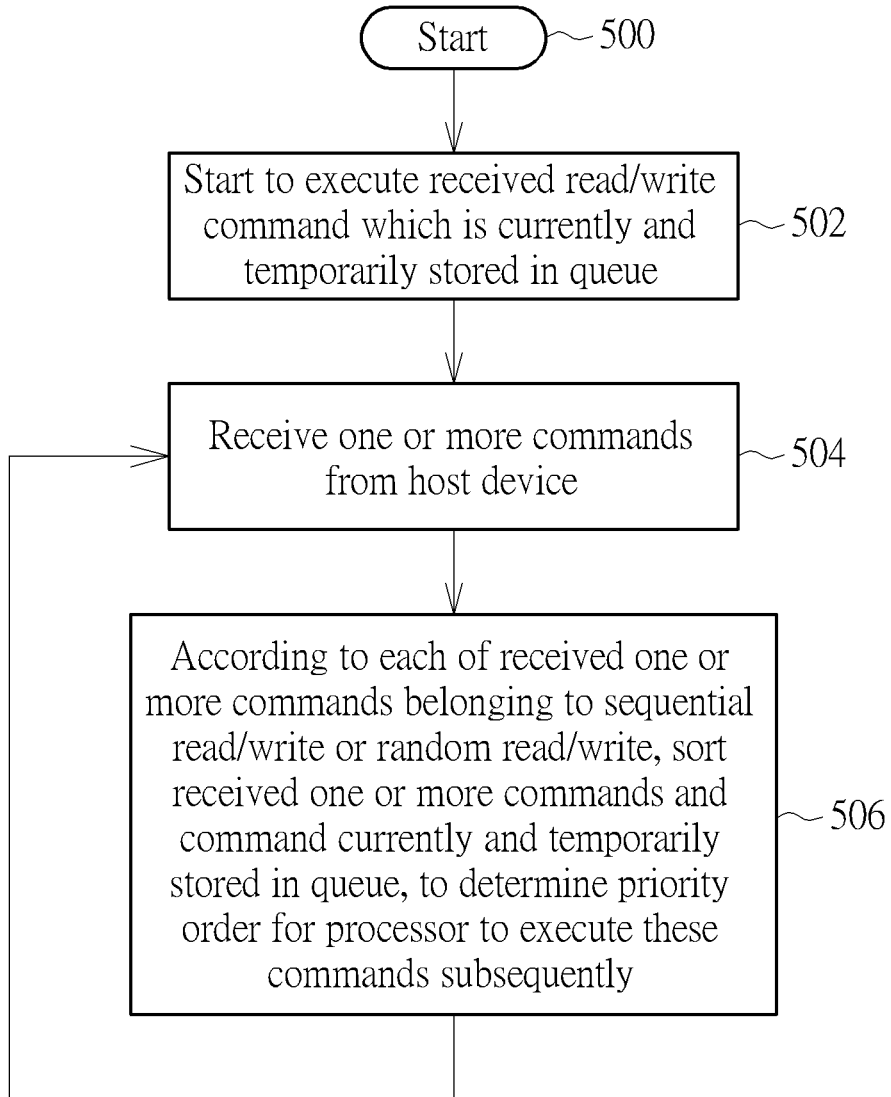 Start
500
Start to execute received read/write
command which is currently and
temporarily stored in queue
502
Receive one or more commands
from host device
504
According to each of received one or
more commands belonging to sequential
read/write or random read/write, sort
received one or more commands and
command currently and temporarily
stored in queue, to determine priority
order for processor to execute these
commands subsequently
506